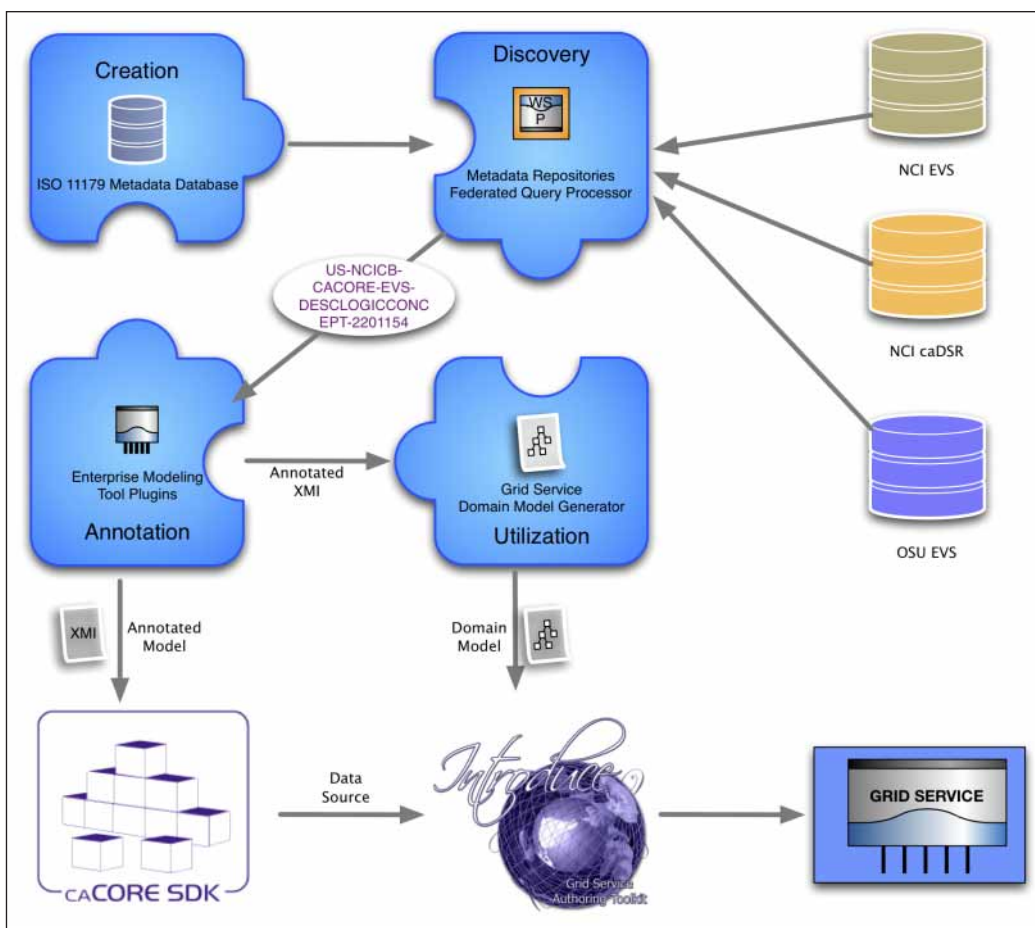 Creation
ISO 11179 Metadata Database
Discovery
WS
P
Metadata Repositories
Federated Query Processor
NCI EVS
NCI caDSR
OSU EVS
US-NCICB-
CACORE-EVS-
DESCLOGICCONC
EPT-2201154
Enterprise Modeling
Tool Plugins
Annotation
Annotated
XMI
Grid Service
Domain Model Generator
Utilization
XMI
Annotated
Model
Domain
Model
caCORE SDK
Data
Source
Introduce
Grid Service
Authoring Toolkit
GRID SERVICE